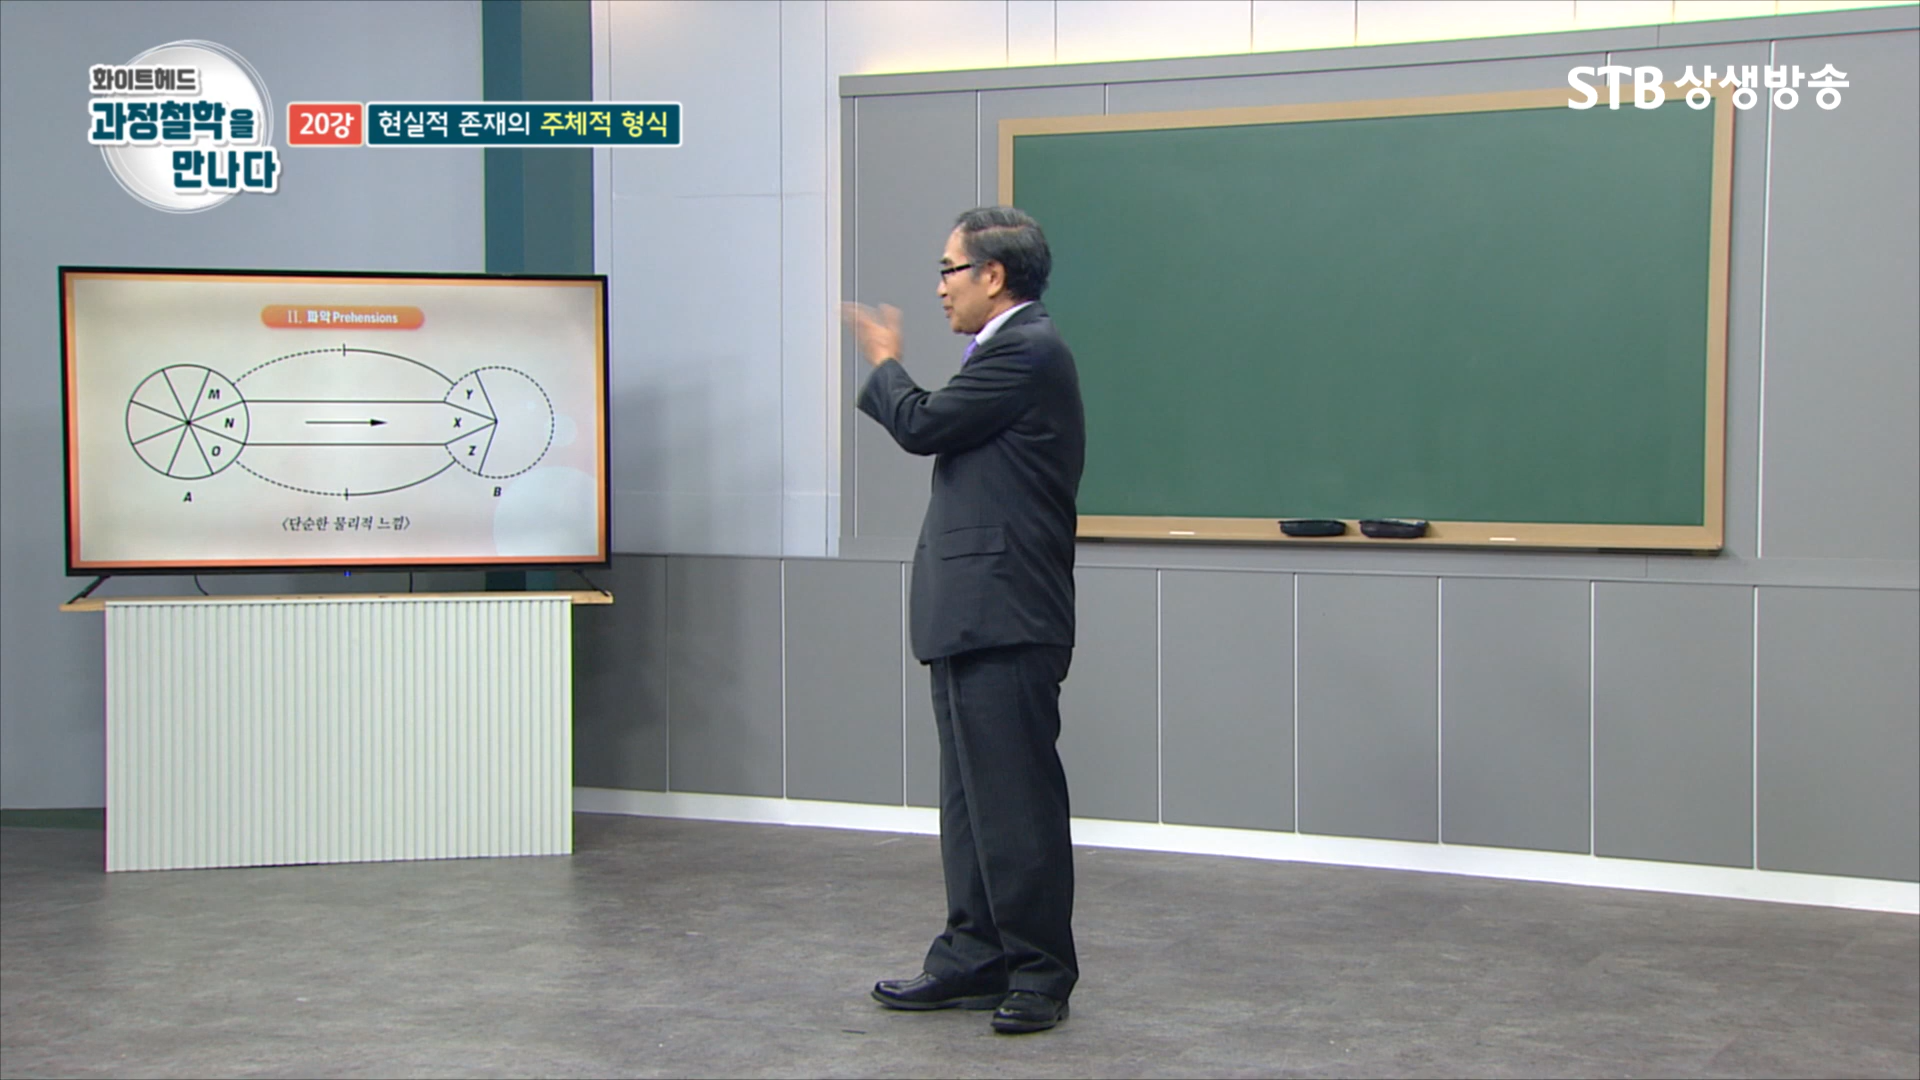 화이트헤드
과정철학을
만나다
20강 현실적 존재의 주체적 형식
STB 상생방송
II. 파악 Prehensions
M
N
O
A
Y
X
Z
B
〈단순한 물리적 느낌〉